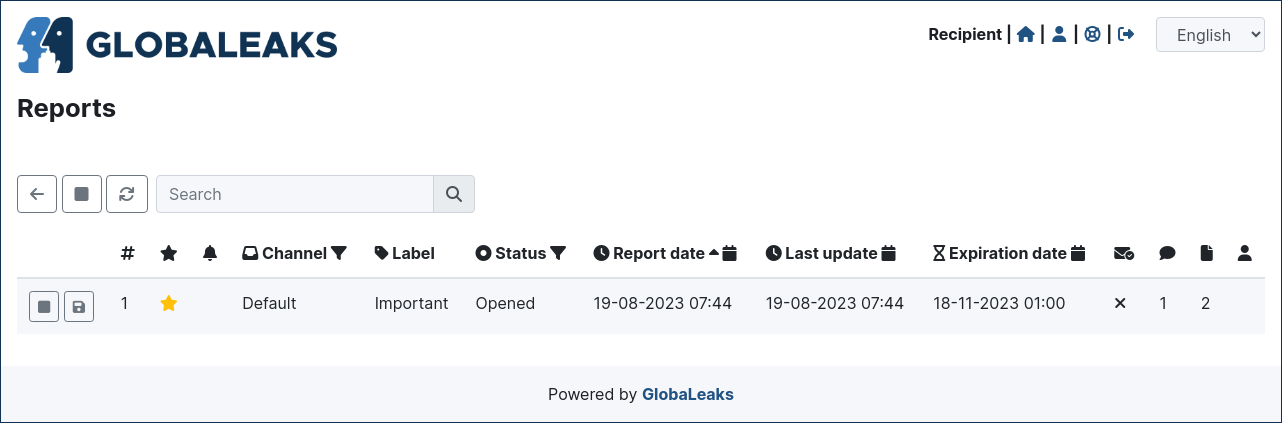 GLOBALEAKS
Recipient | | | |
English
Reports
Search
# Channel Label Status Report date Last update Expiration date
1 Default Important Opened 19-08-2023 07:44 19-08-2023 07:44 18-11-2023 01:00 1 2
Powered by GlobaLeaks